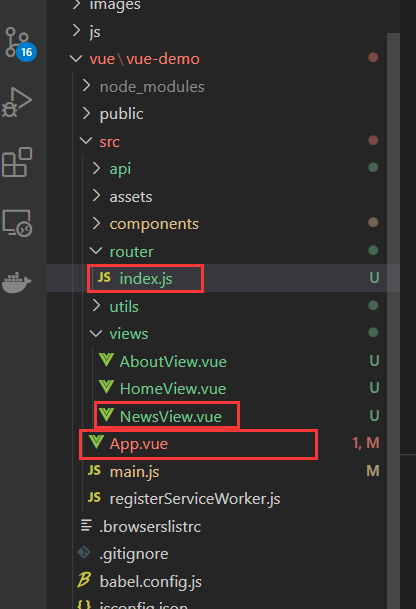 images
js
16
vue\vue-demo
node_modules
public
src
api
assets
components
router
JS index.js U
utils
views
AboutView.vue U
HomeView.vue U
NewsView.vue U
App.vue 1, M
JS main.js M
JS registerServiceWorker.js
.browserslistrc
.gitignore
babel.config.js
jsconfig.json